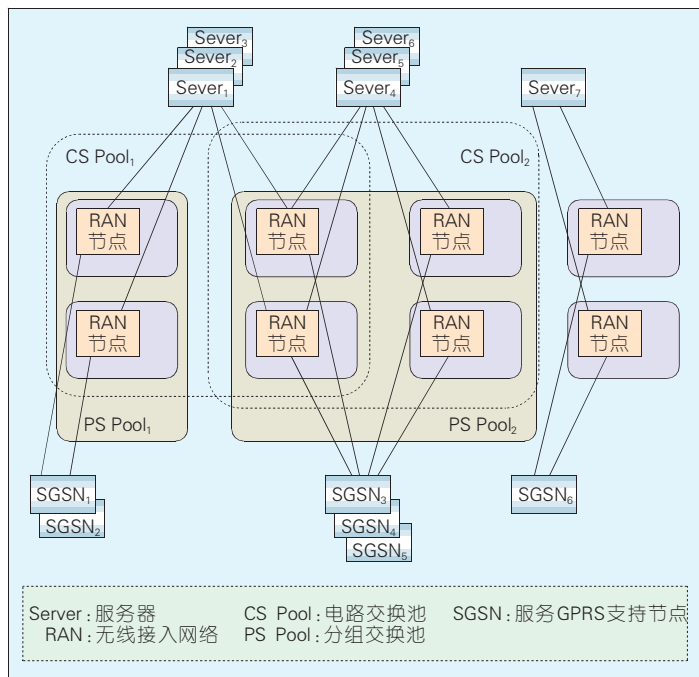 Sever₃
Sever₂
Sever₁
Sever₆
Sever₅
Sever₄
Sever₇
CS Pool₁
CS Pool₂
RAN
节点
RAN
节点
RAN
节点
RAN
节点
RAN
节点
RAN
节点
RAN
节点
RAN
节点
PS Pool₁
PS Pool₂
SGSN₁
SGSN₂
SGSN₃
SGSN₄
SGSN₅
SGSN₆
Server:服务器 CS Pool:电路交换池 SGSN:服务GPRS支持节点
RAN:无线接入网络 PS Pool:分组交换池